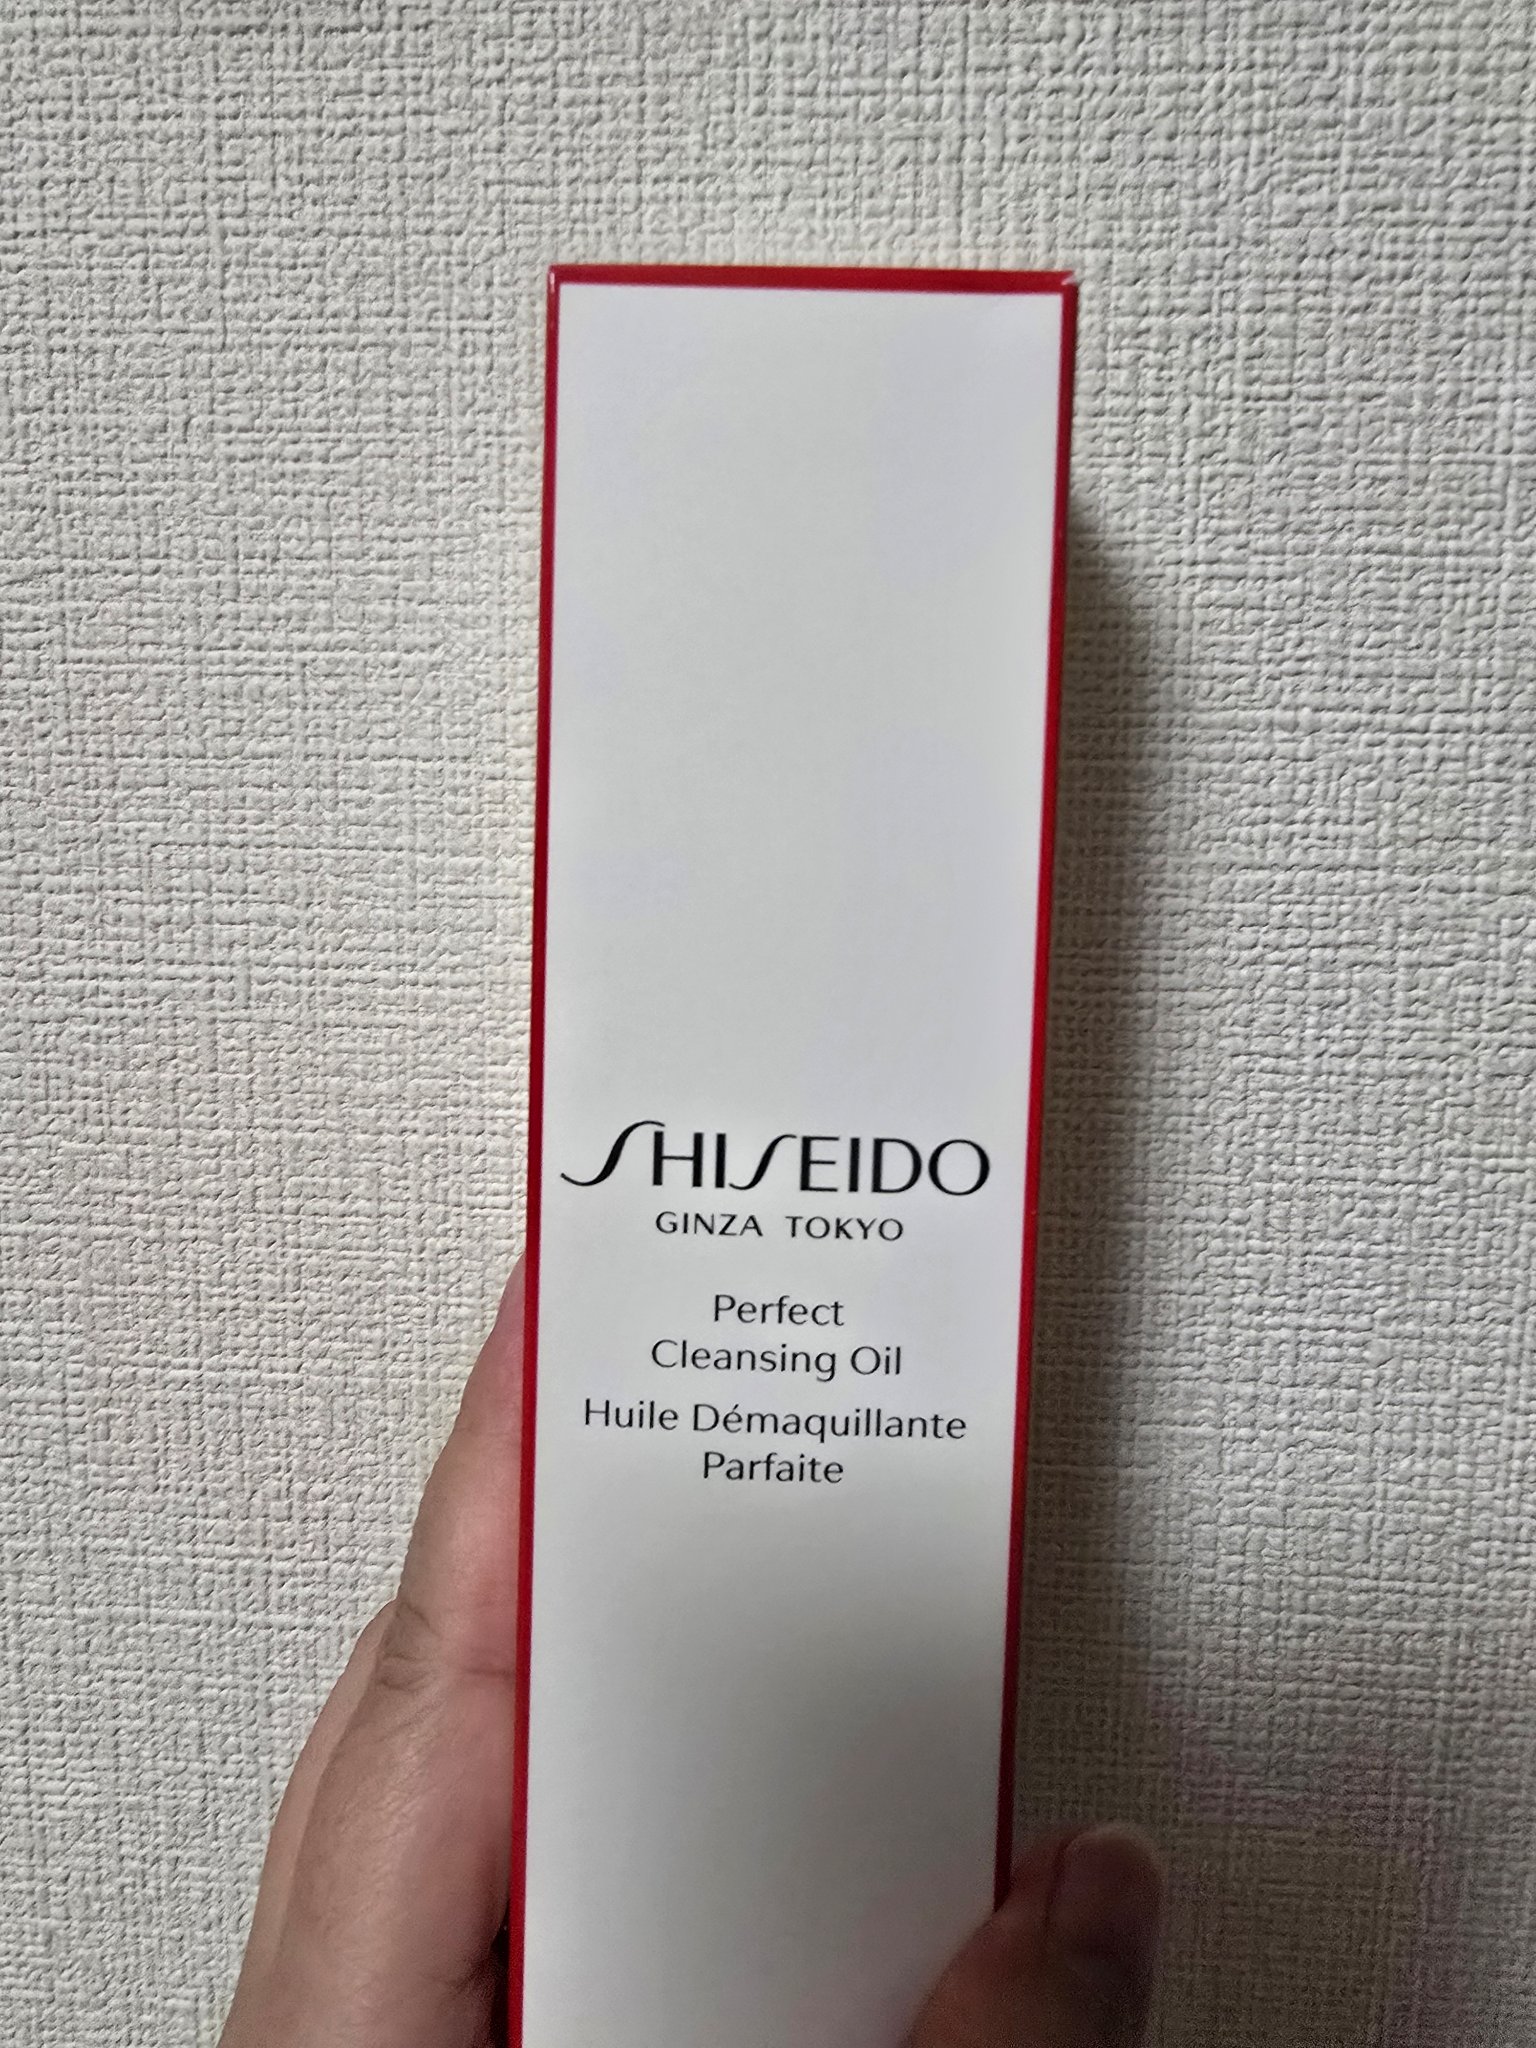 SHISEIDO
GINZA TOKYO
Perfect
Cleansing Oil
Huile Démaquillante
Parfaite